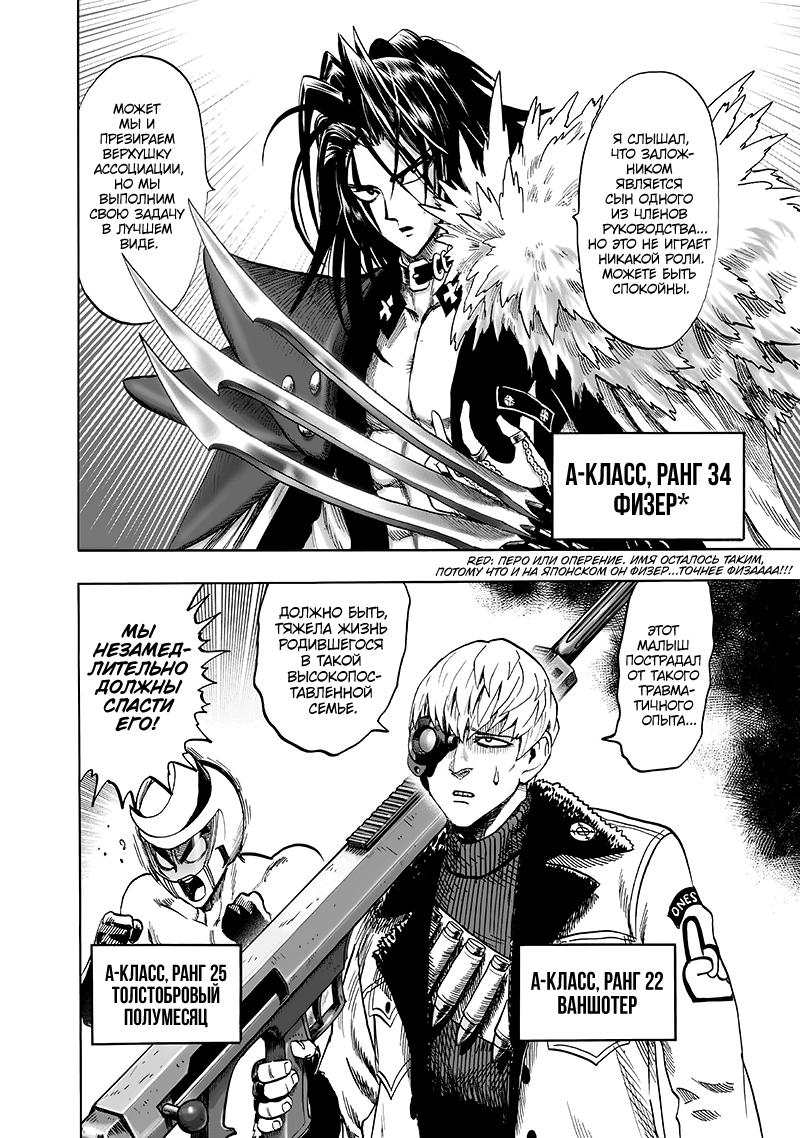 Я СЛЫШАЛ,
ЧТО ЗАЛОЖ-
НИКОМ
ЯВЛЯЕТСЯ
СЫН ОДНОГО
ИЗ ЧЛЕНОВ
РУКОВОДСТВА...
НО ЭТО НЕ ИГРАЕТ
НИКАКОЙ РОЛИ.
МОЖЕТЕ БЫТЬ
СПОКОЙНЫ.
МОЖЕТ
МЫ И
ПРЕЗИРАЕМ
ВЕРХУШКУ
АССОЦИАЦИИ,
НО МЫ
ВЫПОЛНИМ
СВОЮ ЗАДАЧУ
В ЛУЧШЕМ
ВИДЕ.
А-КЛАСС, РАНГ 34
ФИЗЕР*
RED: ПЕРО ИЛИ ОПЕРЕНИЕ. ИМЯ ОСТАЛОСЬ ТАКИМ,
ПОТОМУ ЧТО И НА ЯПОНСКОМ ОН ФИЗЕР...ТОЧНЕЕ ФИЗАААА!!!
ЭТОТ
МАЛЫШ
ПОСТРАДАЛ
ОТ ТАКОГО
ТРАВМА-
ТИЧНОГО
ОПЫТА...
ДОЛЖНО БЫТЬ,
ТЯЖЕЛА ЖИЗНЬ
РОДИВШЕГОСЯ
В ТАКОЙ
ВЫСОКОПОС-
ТАВЛЕННОЙ
СЕМЬЕ.
МЫ
НЕЗАМЕД-
ЛИТЕЛЬНО
ДОЛЖНЫ
СПАСТИ
ЕГО!
ONES
А-КЛАСС, РАНГ 22
ВАНШОТЕР
А-КЛАСС, РАНГ 25
ТОЛСТОБРОВЫЙ
ПОЛУМЕСЯЦ